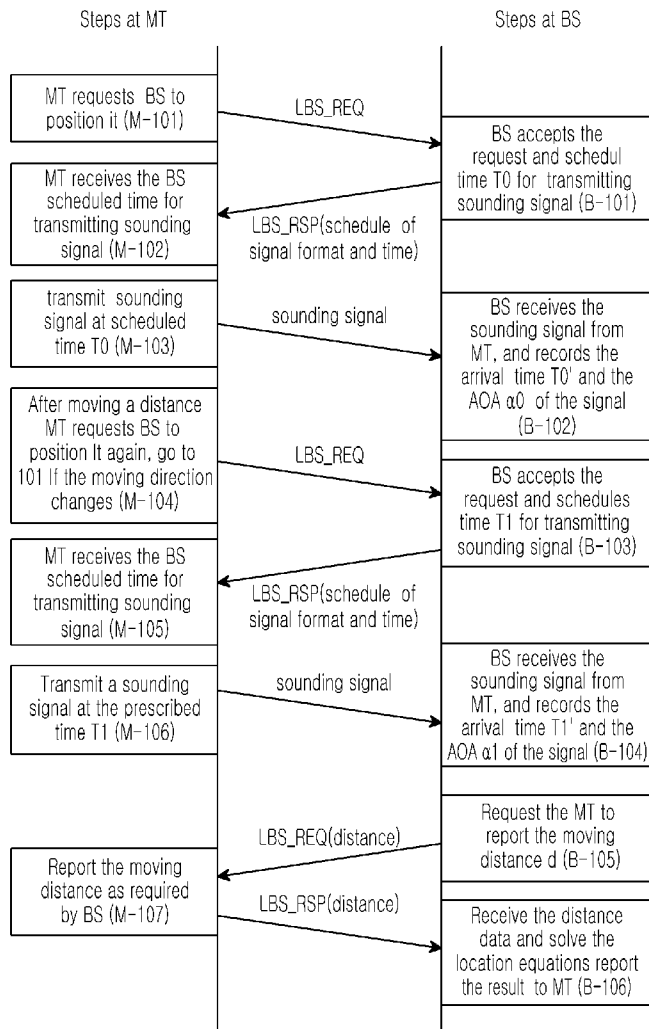 Steps at MT
Steps at BS
MT requests BS to
position it (M-101)
LBS_REQ
BS accepts the
request and schedul
time T0 for transmitting
sounding signal (B-101)
MT receives the BS
scheduled time for
transmitting sounding
signal (M-102)
LBS_RSP(schedule of
signal format and time)
transmit sounding
signal at scheduled
time T0 (M-103)
sounding signal
BS receives the
sounding signal from
MT, and records the
arrival time T0' and the
AOA α0 of the signal
(B-102)
After moving a distance
MT requests BS to
position It again, go to
101 If the moving direction
changes (M-104)
LBS_REQ
BS accepts the
request and schedules
time T1 for transmitting
sounding signal (B-103)
MT receives the BS
scheduled time for
transmitting sounding
signal (M-105)
LBS_RSP(schedule of
signal format and time)
Transmit a sounding
signal at the prescribed
time T1 (M-106)
sounding signal
BS receives the
sounding signal from
MT, and records the
arrival time T1' and the
AOA α1 of the signal (B-104)
Request the MT to
report the moving
distance d (B-105)
LBS_REQ(distance)
Report the moving
distance as required
by BS (M-107)
LBS_RSP(distance)
Receive the distance
data and solve the
location equations report
the result to MT (B-106)